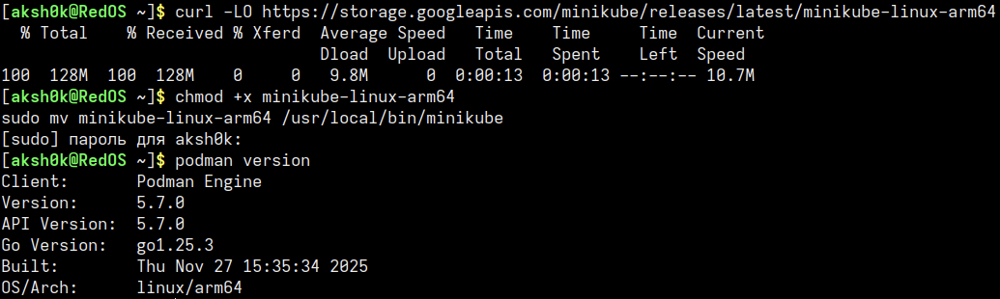 [aksh0k@RedOS ~]$ curl -LO https://storage.googleapis.com/minikube/releases/latest/minikube-linux-arm64
  % Total    % Received % Xferd  Average Speed   Time    Time     Time  Current
                                 Dload  Upload   Total   Spent    Left  Speed
100  128M  100  128M    0     0   9.8M      0  0:00:13  0:00:13 --:--:-- 10.7M
[aksh0k@RedOS ~]$ chmod +x minikube-linux-arm64
sudo mv minikube-linux-arm64 /usr/local/bin/minikube
[sudo] пароль для aksh0k:
[aksh0k@RedOS ~]$ podman version
Client:       Podman Engine
Version:      5.7.0
API Version:  5.7.0
Go Version:   go1.25.3
Built:        Thu Nov 27 15:35:34 2025
OS/Arch:      linux/arm64